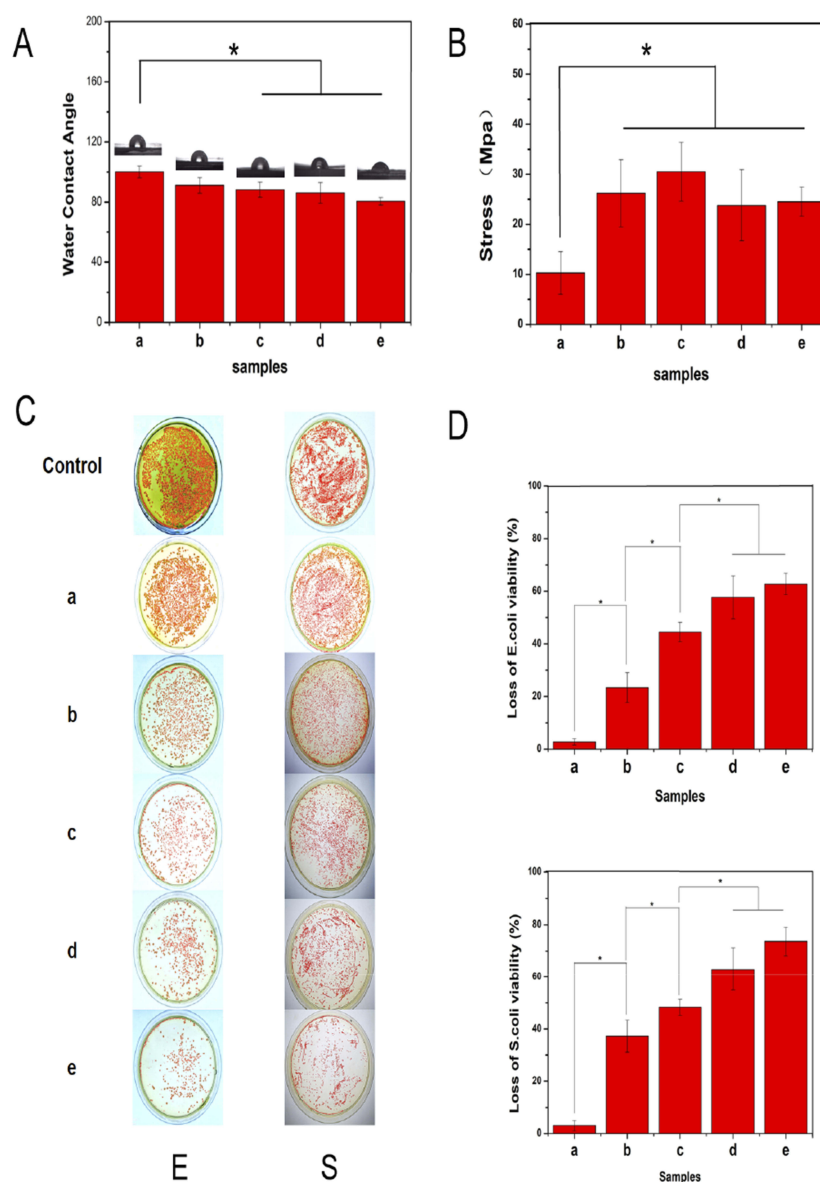 A
Water Contact Angle
200
160
120
80
40
0
*
a b c d e
samples
B
Stress （Mpa）
60
50
40
30
20
10
0
*
a b c d e
samples
C
Control
a
b
c
d
e
E S
D
Loss of E.coli viability (%)
100
80
60
40
20
0
*
*
*
a b c d e
Samples
Loss of S.coli viability (%)
100
80
60
40
20
0
*
*
*
a b c d e
Samples